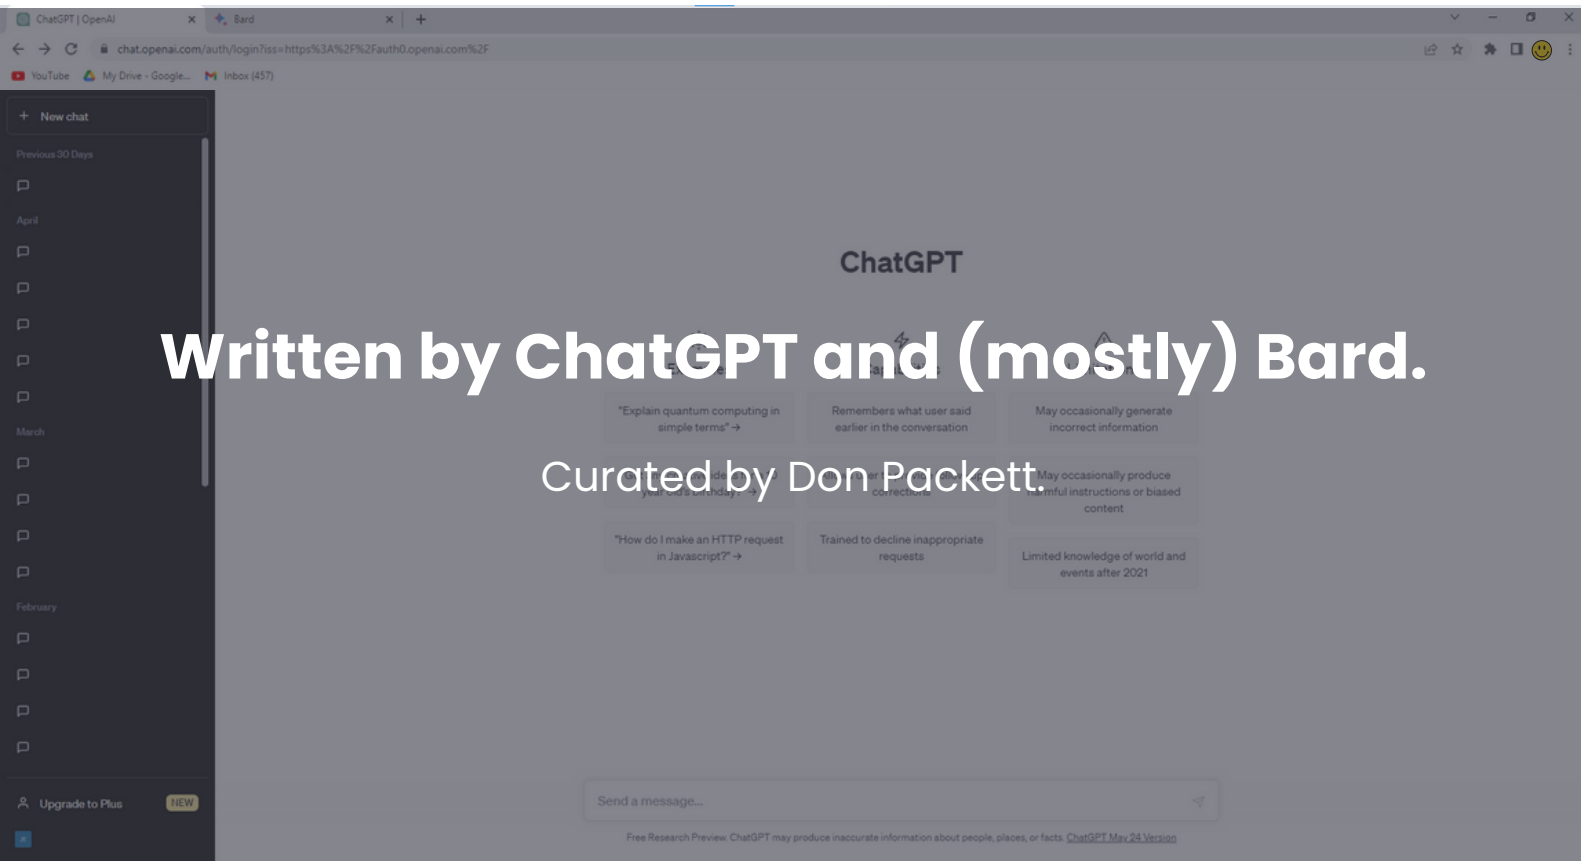 ChatGPT | OpenAI
Bard
chat.openai.com/auth/login?iss=https%3A%2F%2Fauth0.openai.com%2F
YouTube
My Drive - Google...
Inbox (457)
New chat
Previous 30 Days
April
March
February
Upgrade to Plus
NEW
ChatGPT
Written by ChatGPT and (mostly) Bard.
Curated by Don Packett.
"Explain quantum computing in
simple terms" →
year old's birthday?" →
"How do I make an HTTP request
in Javascript?" →
Remembers what user said
earlier in the conversation
corrections
Trained to decline inappropriate
requests
May occasionally generate
incorrect information
May occasionally produce
harmful instructions or biased
content
Limited knowledge of world and
events after 2021
Send a message...
Free Research Preview. ChatGPT may produce inaccurate information about people, places, or facts. ChatGPT May 24 Version